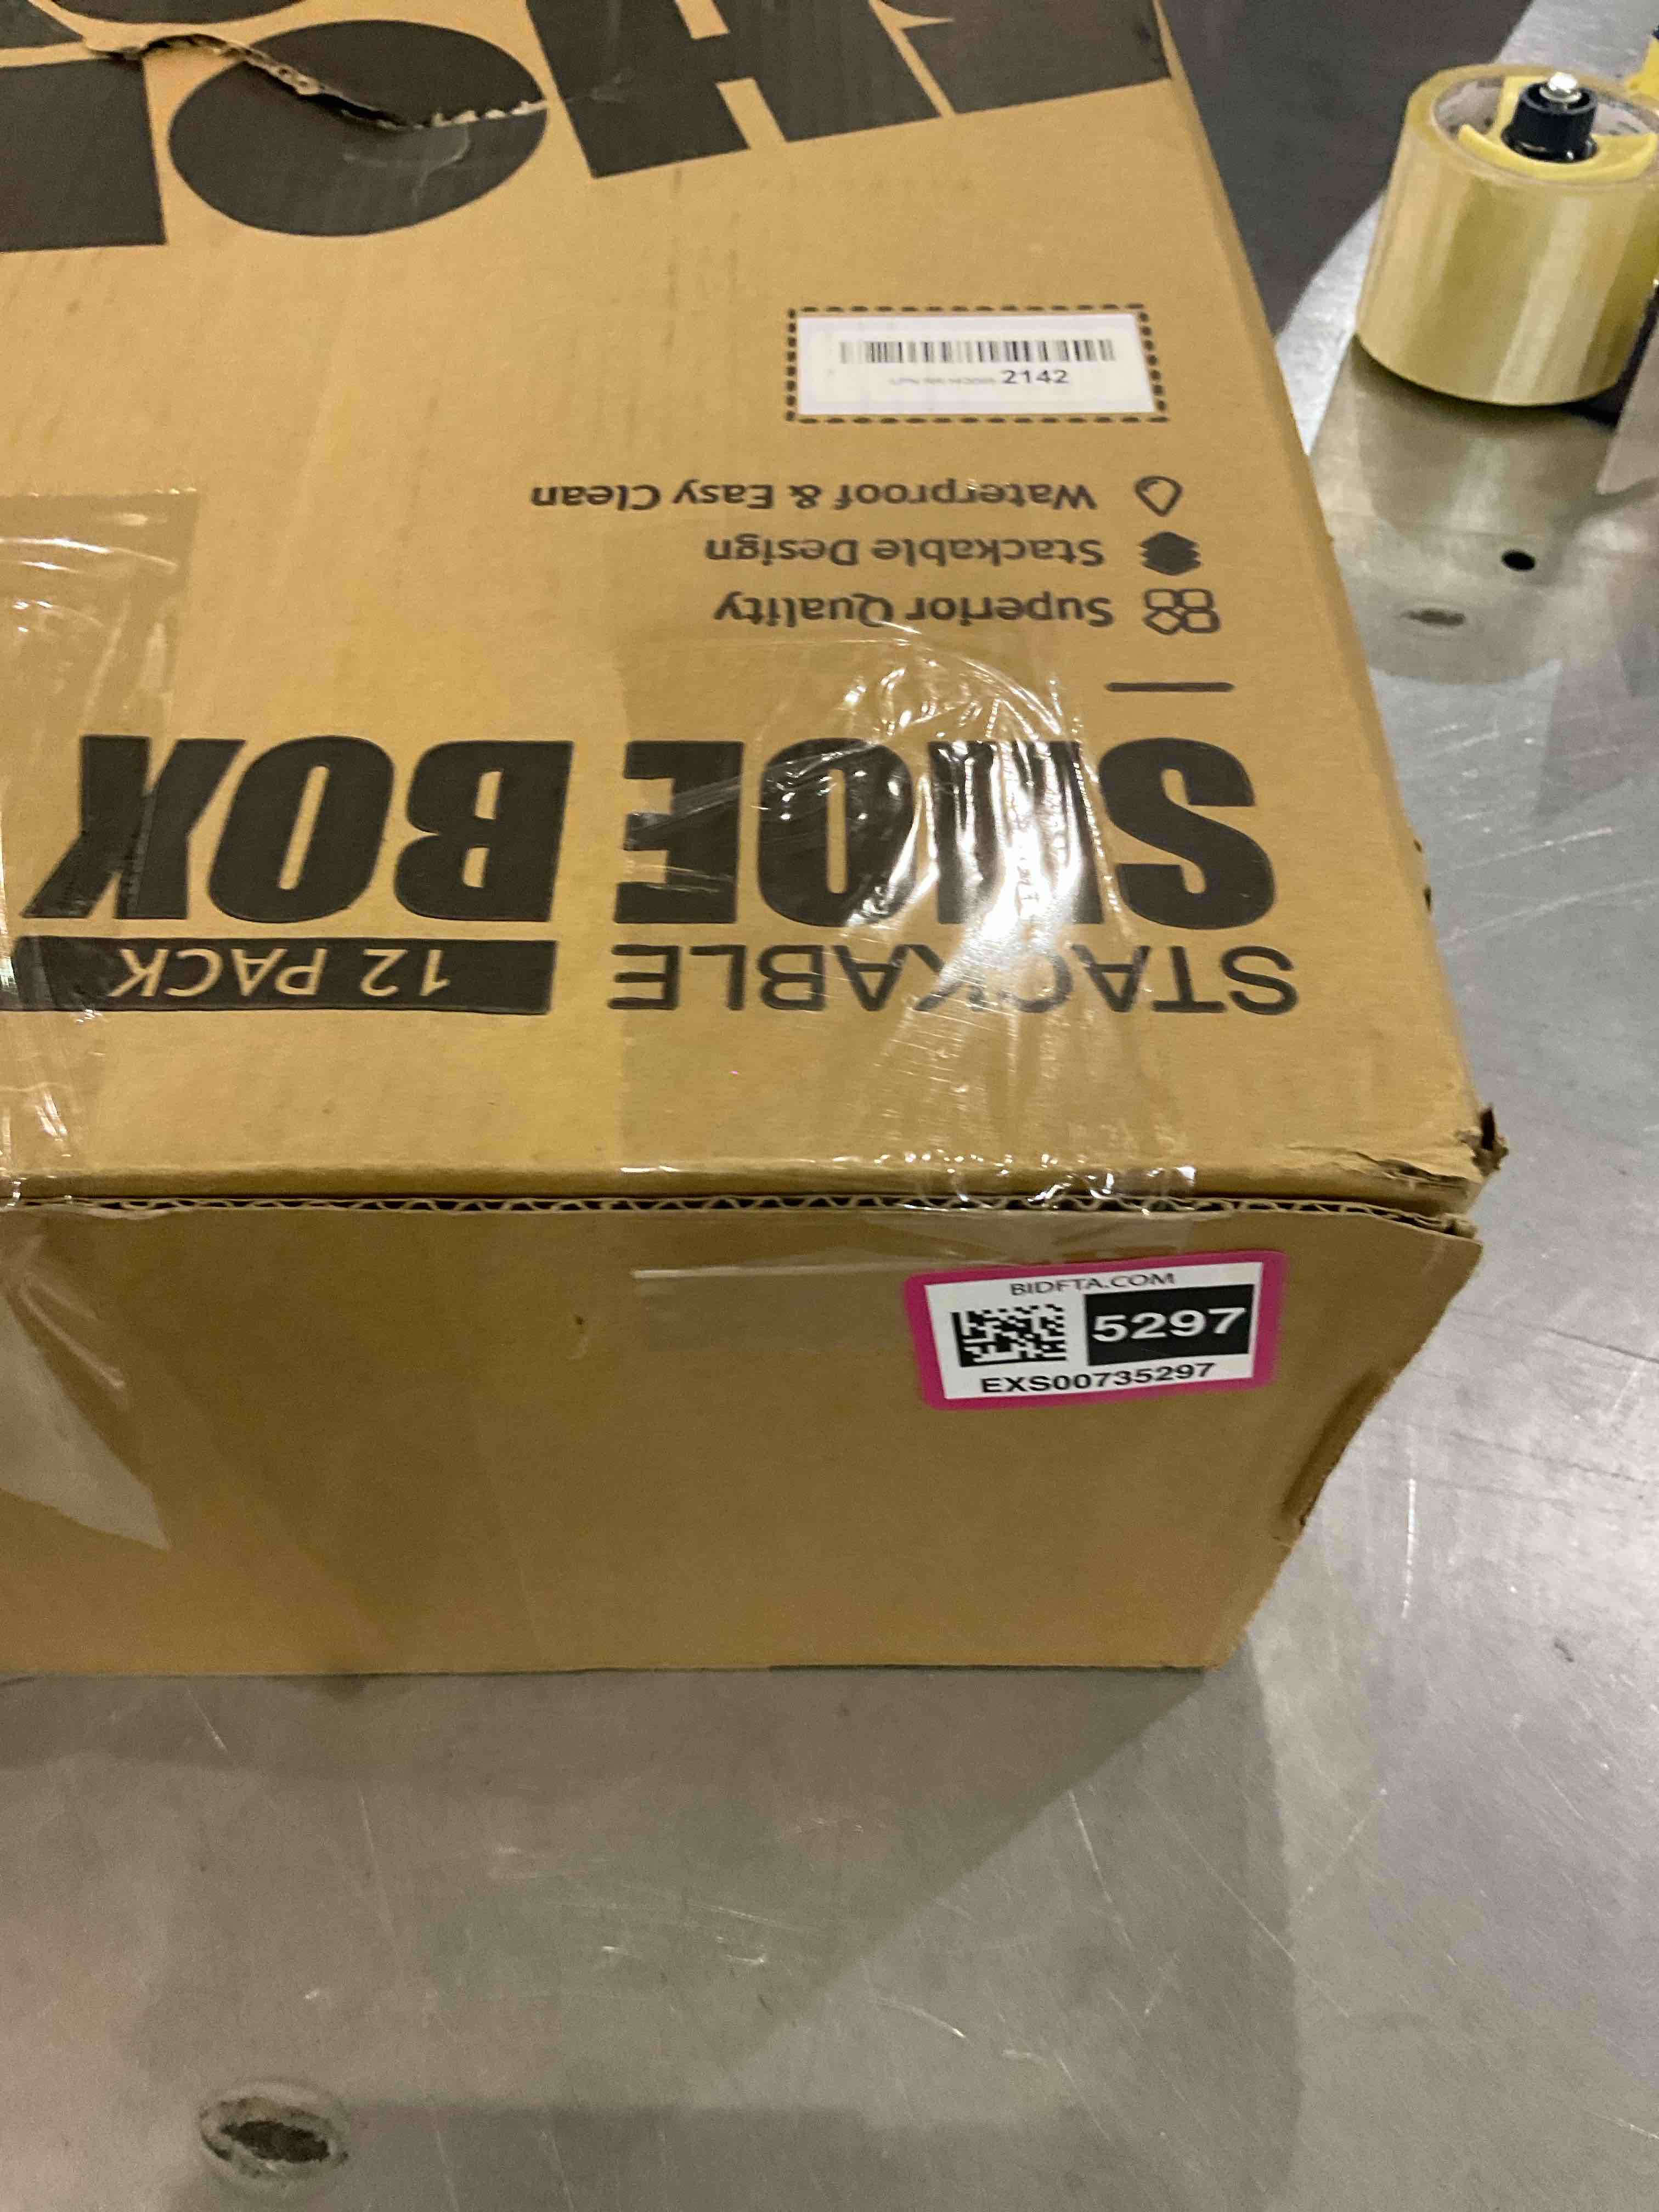 STACKABLE 12 PACK
SHOE BOX
Superior Quality
Stackable Design
Waterproof & Easy Clean
2142
BIDFTA.COM
5297
EXS00735297